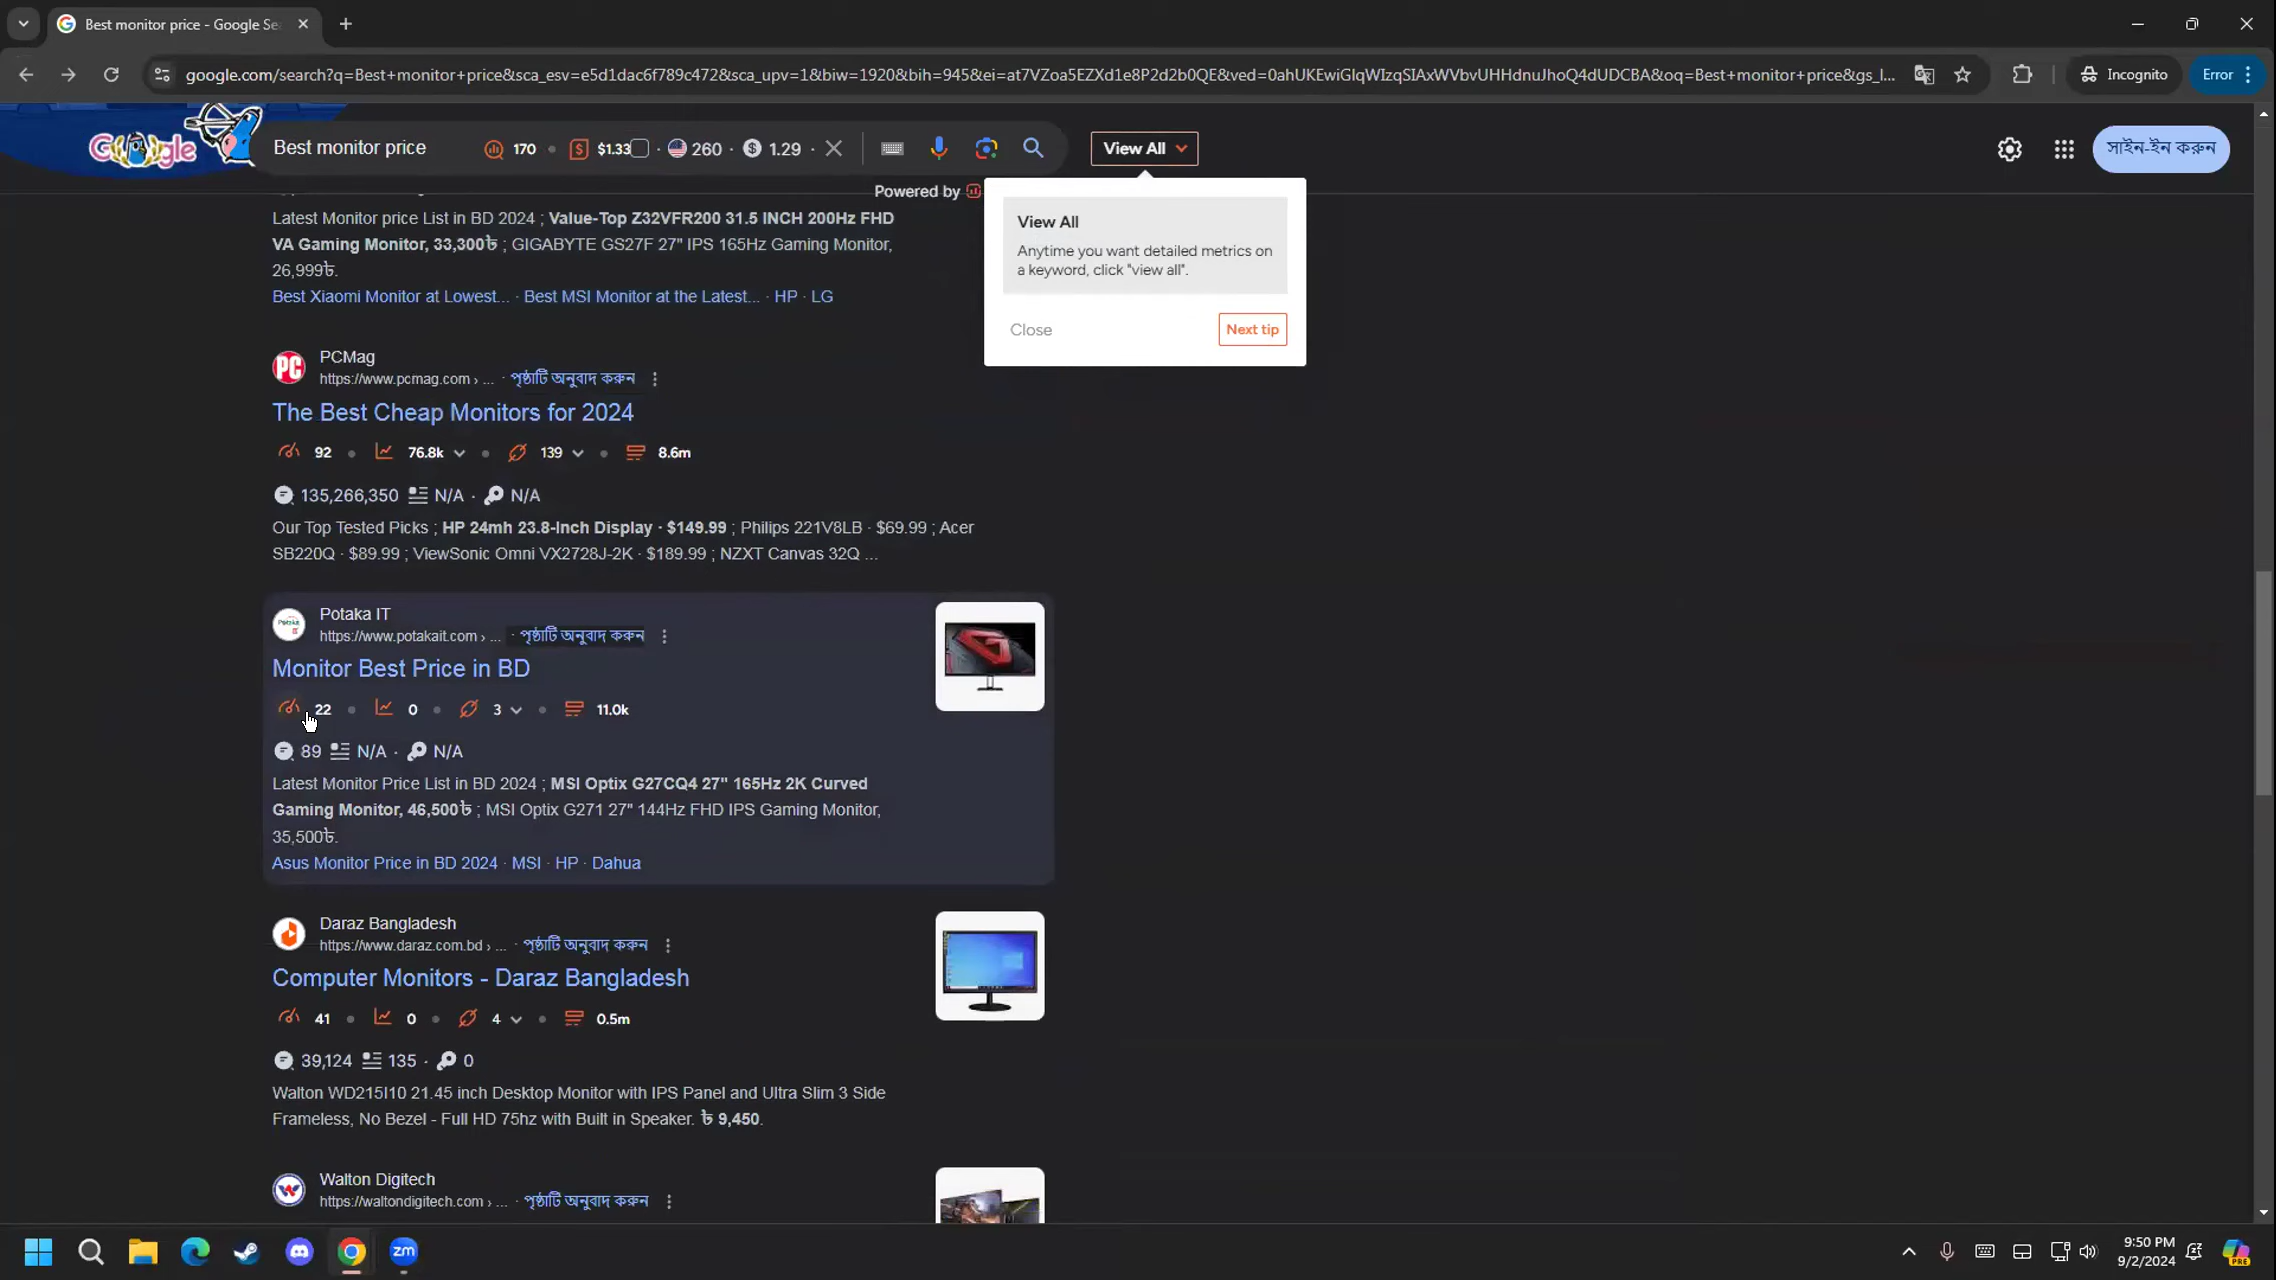 Best monitor price - Google Se
google.com/search?q=Best+monitor+price&sca_esv=e5d1dac6f789c472&sca_upv=1&biw=1920&bih=945&ei=at7VZoa5EZXd1e8P2d2b0QE&ved=0ahUKEwiGlqWIzqSIAxWVbvUHHdnuJhoQ4dUDCBA&oq=Best+monitor+price&gs_l...
Incognito
Error
Google
Best monitor price
170 • $1.33 · 260 · 1.29 ·
View All
সাইন-ইন করুন
Powered by
View All
Anytime you want detailed metrics on
a keyword, click "view all".
Close
Next tip
Latest Monitor price List in BD 2024 ; Value-Top Z32VFR200 31.5 INCH 200Hz FHD
VA Gaming Monitor, 33,300৳ ; GIGABYTE GS27F 27" IPS 165Hz Gaming Monitor,
26,999৳.
Best Xiaomi Monitor at Lowest... · Best MSI Monitor at the Latest... · HP · LG
PC
PCMag
https://www.pcmag.com › ... · পৃষ্ঠাটি অনুবাদ করুন
The Best Cheap Monitors for 2024
92 • 76.8k • 139 • 8.6m
135,266,350 N/A · N/A
Our Top Tested Picks ; HP 24mh 23.8-Inch Display · $149.99 ; Philips 221V8LB · $69.99 ; Acer
SB220Q · $89.99 ; ViewSonic Omni VX2728J-2K · $189.99 ; NZXT Canvas 32Q ...
Potaka IT
https://www.potakait.com › ... · পৃষ্ঠাটি অনুবাদ করুন
Monitor Best Price in BD
22 • 0 • 3 • 11.0k
89 N/A · N/A
Latest Monitor Price List in BD 2024 ; MSI Optix G27CQ4 27" 165Hz 2K Curved
Gaming Monitor, 46,500৳ ; MSI Optix G271 27" 144Hz FHD IPS Gaming Monitor,
35,500৳.
Asus Monitor Price in BD 2024 · MSI · HP · Dahua
Daraz Bangladesh
https://www.daraz.com.bd › ... · পৃষ্ঠাটি অনুবাদ করুন
Computer Monitors - Daraz Bangladesh
41 • 0 • 4 • 0.5m
39,124 135 · 0
Walton WD215I10 21.45 inch Desktop Monitor with IPS Panel and Ultra Slim 3 Side
Frameless, No Bezel - Full HD 75hz with Built in Speaker. ৳ 9,450.
Walton Digitech
https://waltondigitech.com › ... · পৃষ্ঠাটি অনুবাদ করুন
zm
9:50 PM
9/2/2024
PRE